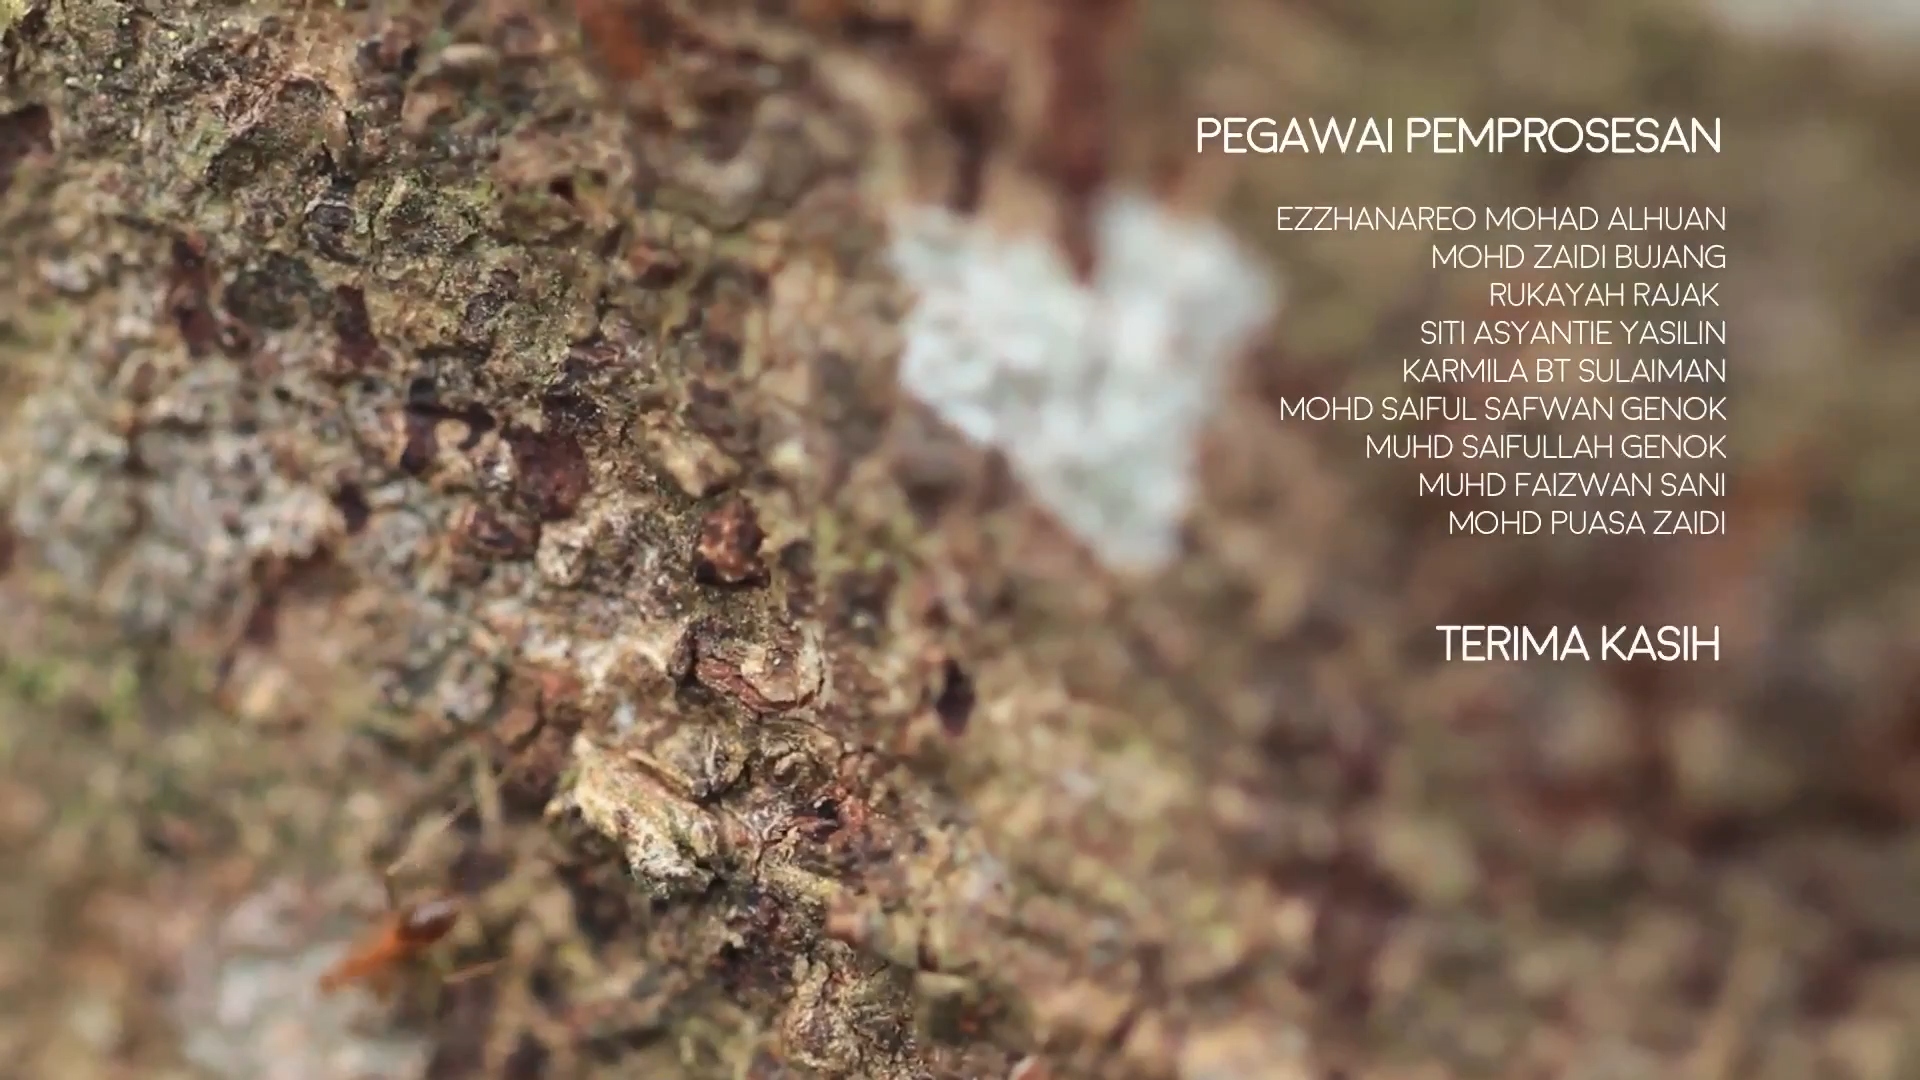 PEGAWAI PEMPROSESAN
EZZHANAREO MOHAD ALHUAN
MOHD ZAIDI BUJANG
RUKAYAH RAJAK
SITI ASYANTIE YASILIN
KARMILA BT SULAIMAN
MOHD SAIFUL SAFWAN GENOK
MUHD SAIFULLAH GENOK
MUHD FAIZWAN SANI
MOHD PUASA ZAIDI
TERIMA KASIH